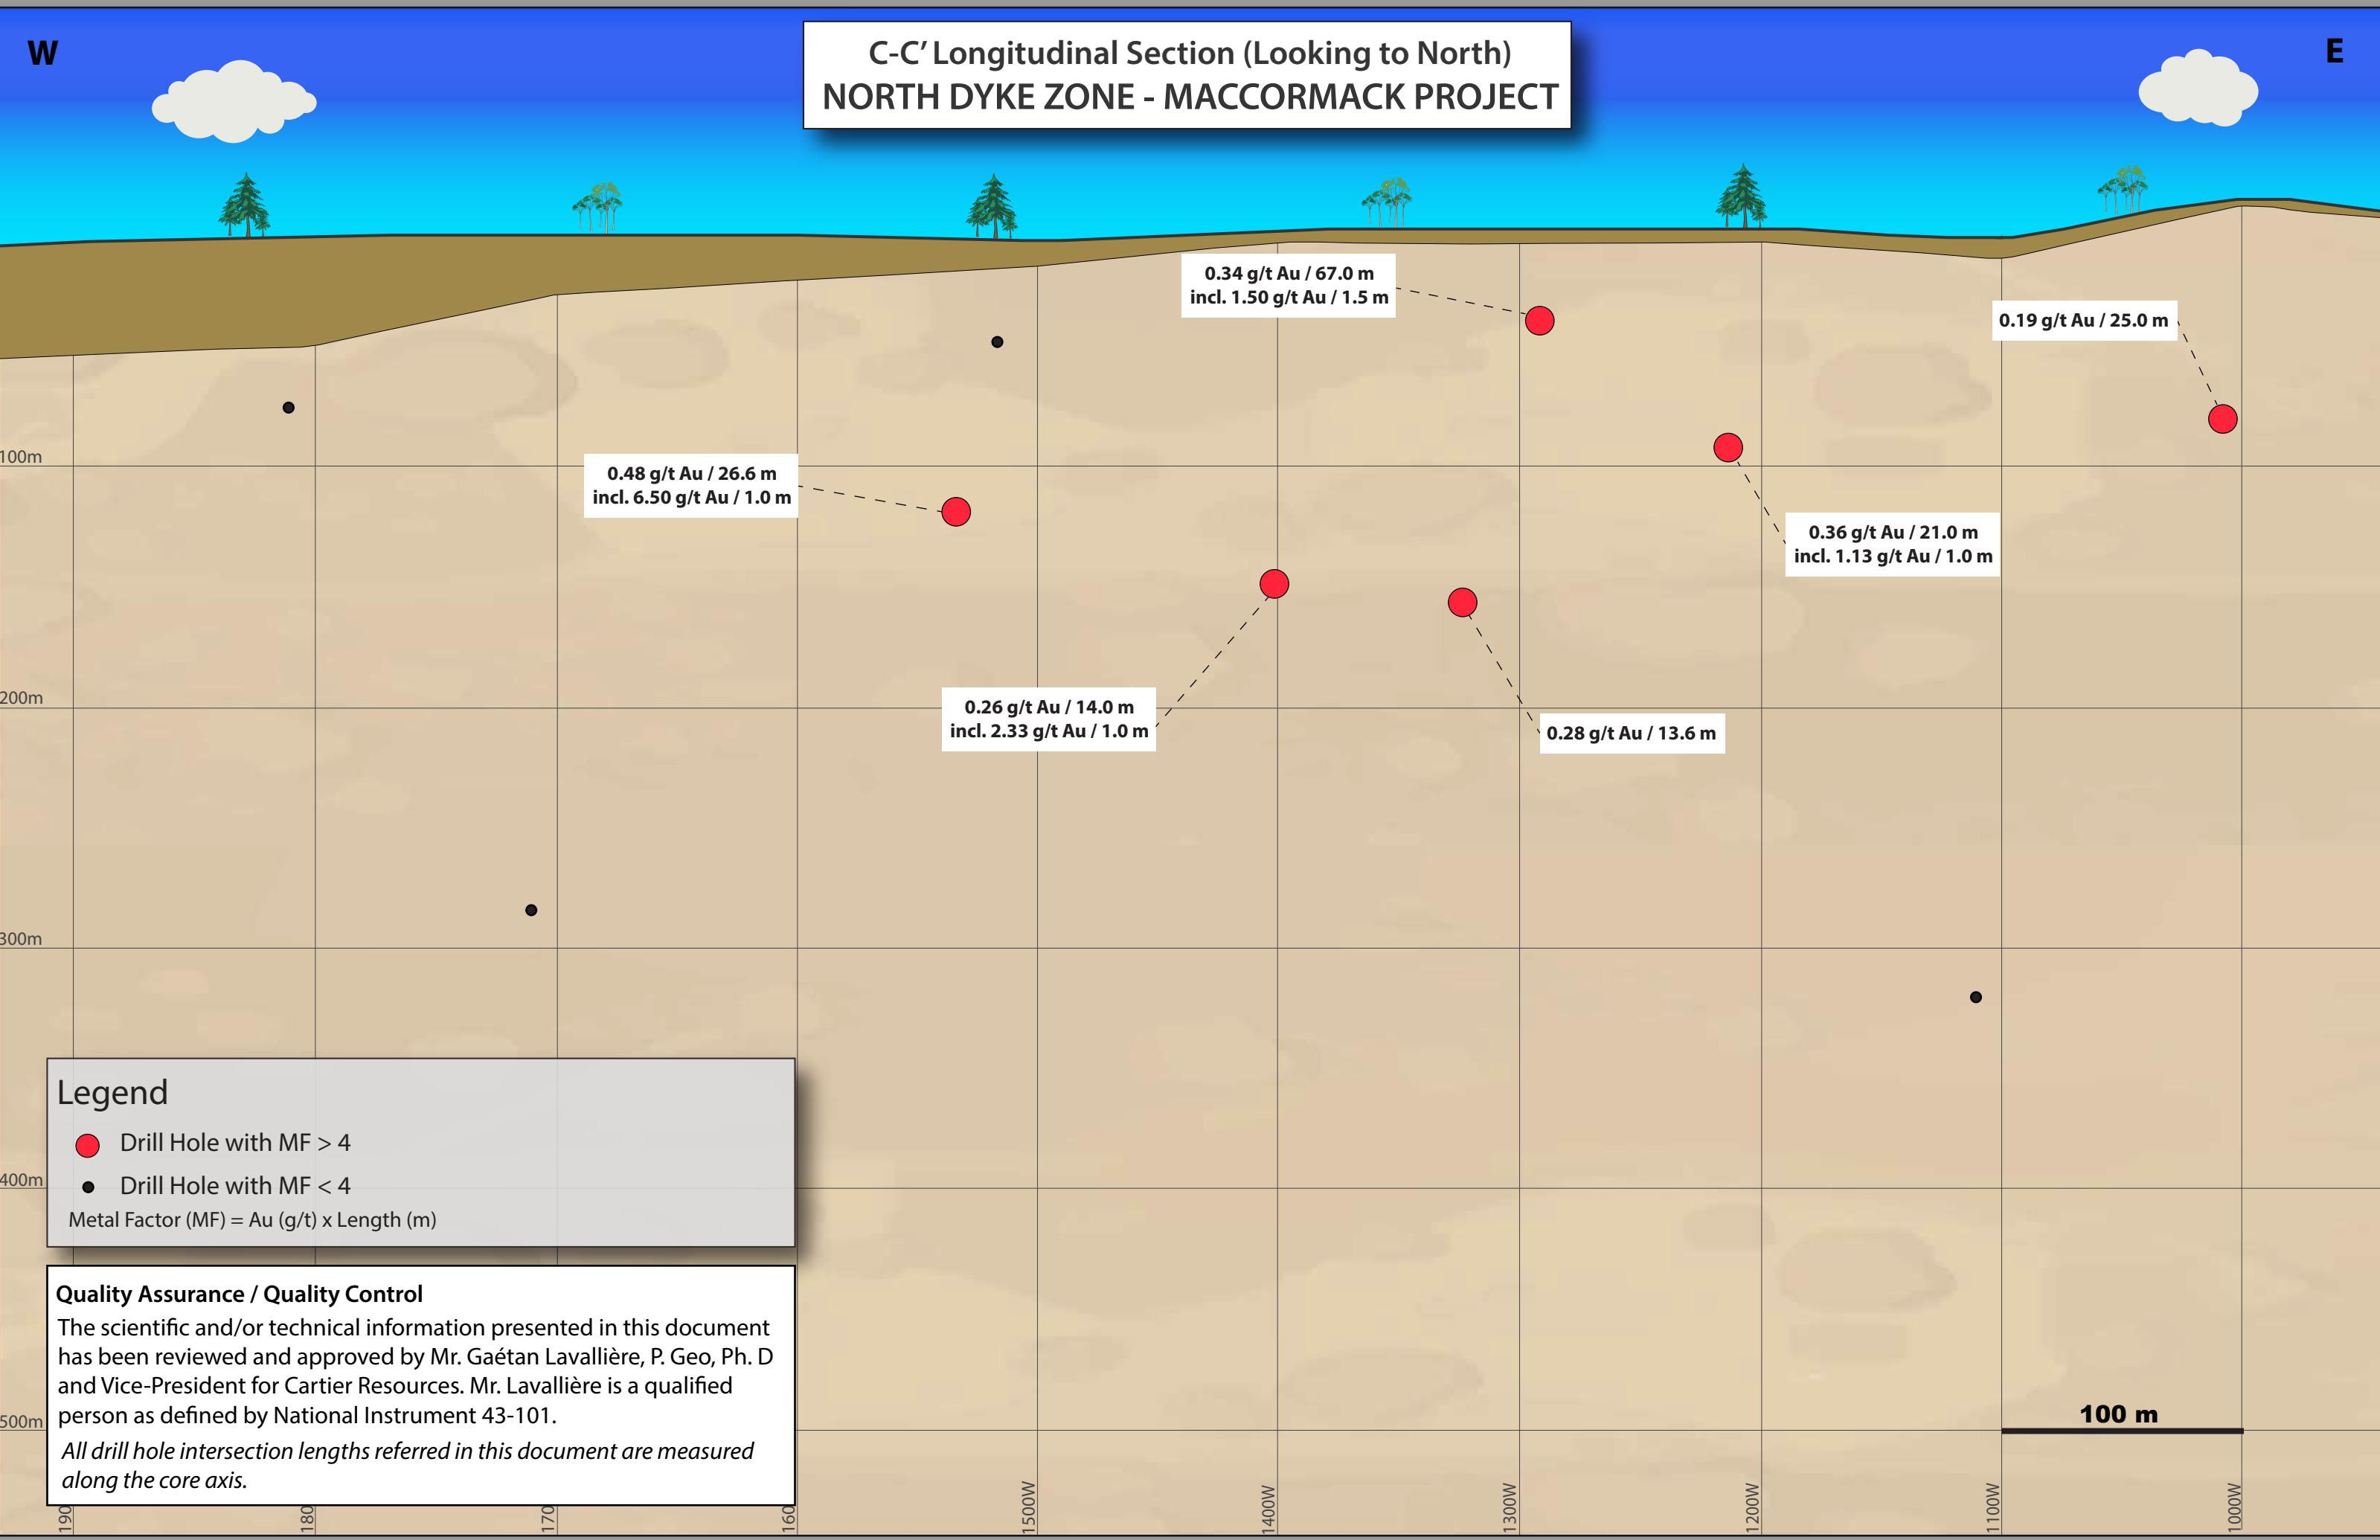 W
E
C-C’ Longitudinal Section (Looking to North)
NORTH DYKE ZONE - MACCORMACK PROJECT
0.34 g/t Au / 67.0 m
incl. 1.50 g/t Au / 1.5 m
0.19 g/t Au / 25.0 m
100m
0.48 g/t Au / 26.6 m
incl. 6.50 g/t Au / 1.0 m
0.36 g/t Au / 21.0 m
incl. 1.13 g/t Au / 1.0 m
200m
0.26 g/t Au / 14.0 m
incl. 2.33 g/t Au / 1.0 m
0.28 g/t Au / 13.6 m
300m
Legend
Drill Hole with MF > 4
Drill Hole with MF < 4
Metal Factor (MF) = Au (g/t) x Length (m)
400m
Quality Assurance / Quality Control
The scientific and/or technical information presented in this document
has been reviewed and approved by Mr. Gaétan Lavallière, P. Geo, Ph. D
and Vice-President for Cartier Resources. Mr. Lavallière is a qualified
person as defined by National Instrument 43-101.
All drill hole intersection lengths referred in this document are measured
along the core axis.
500m
100 m
190
180
170
160
1500W
1400W
1300W
1200W
1100W
1000W